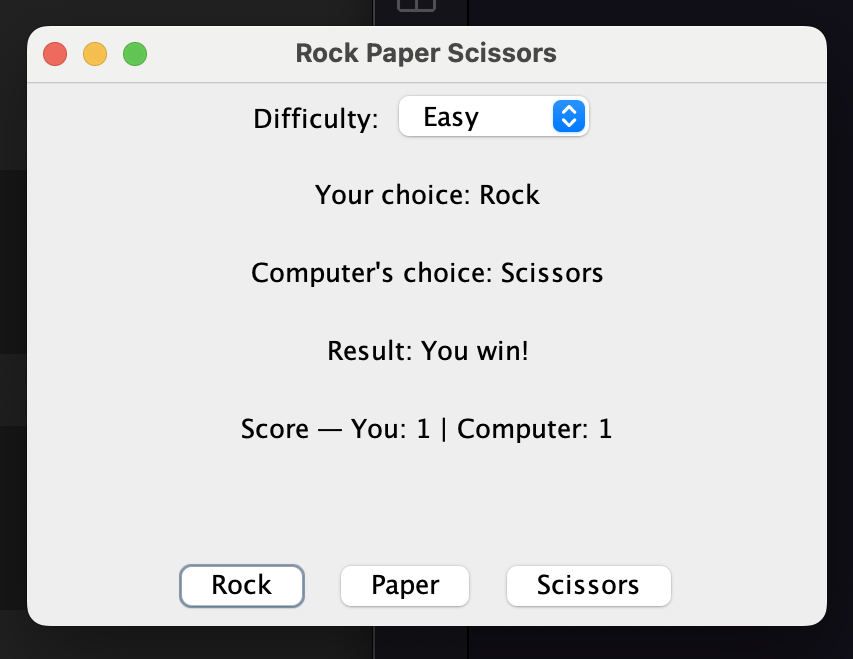 Rock Paper Scissors
Difficulty: Easy
Your choice: Rock
Computer's choice: Scissors
Result: You win!
Score — You: 1 | Computer: 1
Rock Paper Scissors